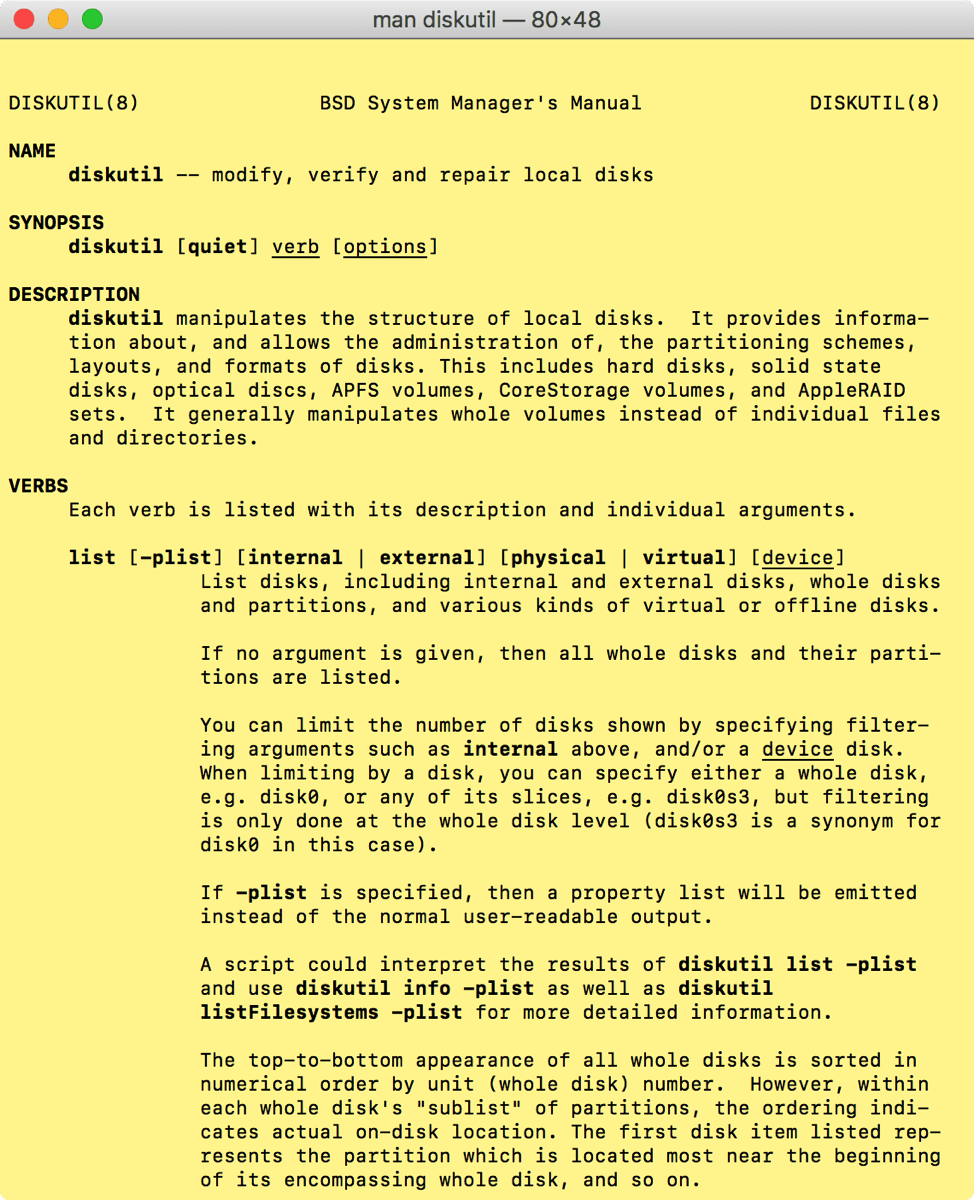 man diskutil — 80×48
DISKUTIL(8)               BSD System Manager's Manual              DISKUTIL(8)
NAME
diskutil -- modify, verify and repair local disks
SYNOPSIS
diskutil [quiet] verb [options]
DESCRIPTION
diskutil manipulates the structure of local disks.  It provides informa-
tion about, and allows the administration of, the partitioning schemes,
layouts, and formats of disks. This includes hard disks, solid state
disks, optical discs, APFS volumes, CoreStorage volumes, and AppleRAID
sets.  It generally manipulates whole volumes instead of individual files
and directories.
VERBS
Each verb is listed with its description and individual arguments.
list [-plist] [internal | external] [physical | virtual] [device]
List disks, including internal and external disks, whole disks
and partitions, and various kinds of virtual or offline disks.
If no argument is given, then all whole disks and their parti-
tions are listed.
You can limit the number of disks shown by specifying filter-
ing arguments such as internal above, and/or a device disk.
When limiting by a disk, you can specify either a whole disk,
e.g. disk0, or any of its slices, e.g. disk0s3, but filtering
is only done at the whole disk level (disk0s3 is a synonym for
disk0 in this case).
If -plist is specified, then a property list will be emitted
instead of the normal user-readable output.
A script could interpret the results of diskutil list -plist
and use diskutil info -plist as well as diskutil
listFilesystems -plist for more detailed information.
The top-to-bottom appearance of all whole disks is sorted in
numerical order by unit (whole disk) number.  However, within
each whole disk's "sublist" of partitions, the ordering indi-
cates actual on-disk location. The first disk item listed rep-
resents the partition which is located most near the beginning
of its encompassing whole disk, and so on.